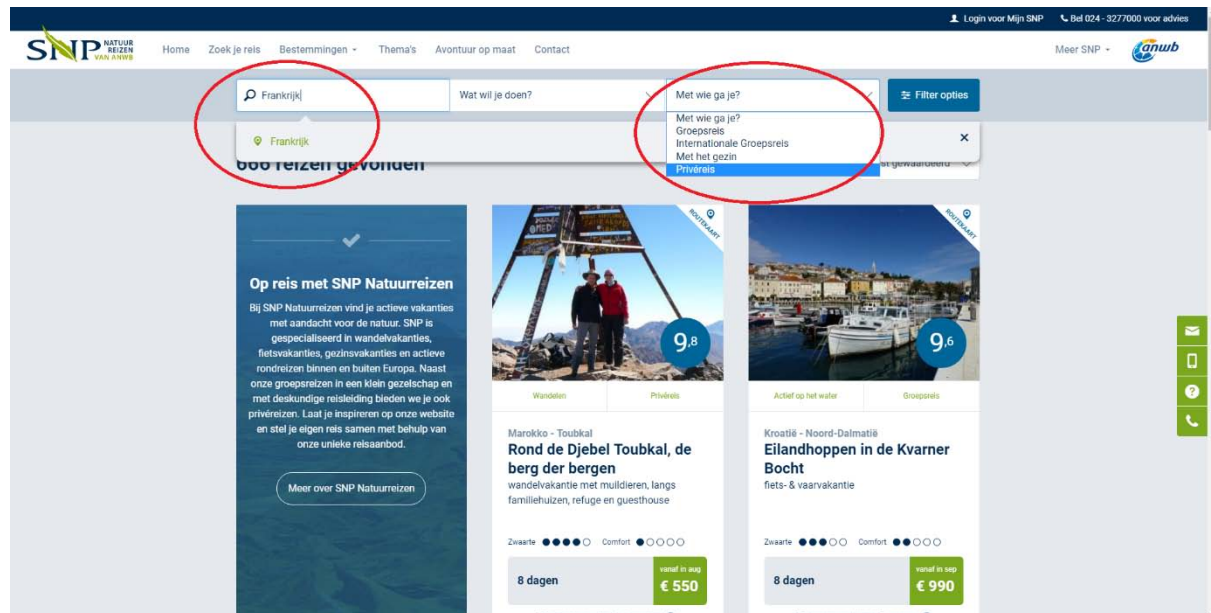 Login voor Mijn SNP Bel 024 - 3277000 voor advies
SNP NATUUR REIZEN VAN ANWB
Home Zoek je reis Bestemmingen Thema's Avontuur op maat Contact Meer SNP anwb
Frankrijk Wat wil je doen? Met wie ga je? Filter opties
Met wie ga je?
Groepsreis
Frankrijk
Internationale Groepsreis
Met het gezin
Privéreis
666 reizen gevonden
st gewaardeerd
Op reis met SNP Natuurreizen
Bij SNP Natuurreizen vind je actieve vakanties
met aandacht voor de natuur. SNP is
gespecialiseerd in wandelvakanties,
fietsvakanties, gezinsvakanties en actieve
rondreizen binnen en buiten Europa. Naast
onze groepsreizen in een klein gezelschap en
met deskundige reisleiding bieden we je ook
privéreizen. Laat je inspireren op onze website
en stel je eigen reis samen met behulp van
onze unieke reisaanbod.
Meer over SNP Natuurreizen
ROUTEKAART
9,8
Wandelen Privéreis
Marokko - Toubkal
Rond de Djebel Toubkal, de
berg der bergen
wandelvakantie met muildieren, langs
familiehuizen, refuge en guesthouse
Zwaarte Comfort
8 dagen
vanaf in aug
€ 550
ROUTEKAART
9,6
Actief op het water Groepsreis
Kroatië - Noord-Dalmatië
Eilandhoppen in de Kvarner
Bocht
fiets- & vaarvakantie
Zwaarte Comfort
8 dagen
vanaf in sep
€ 990